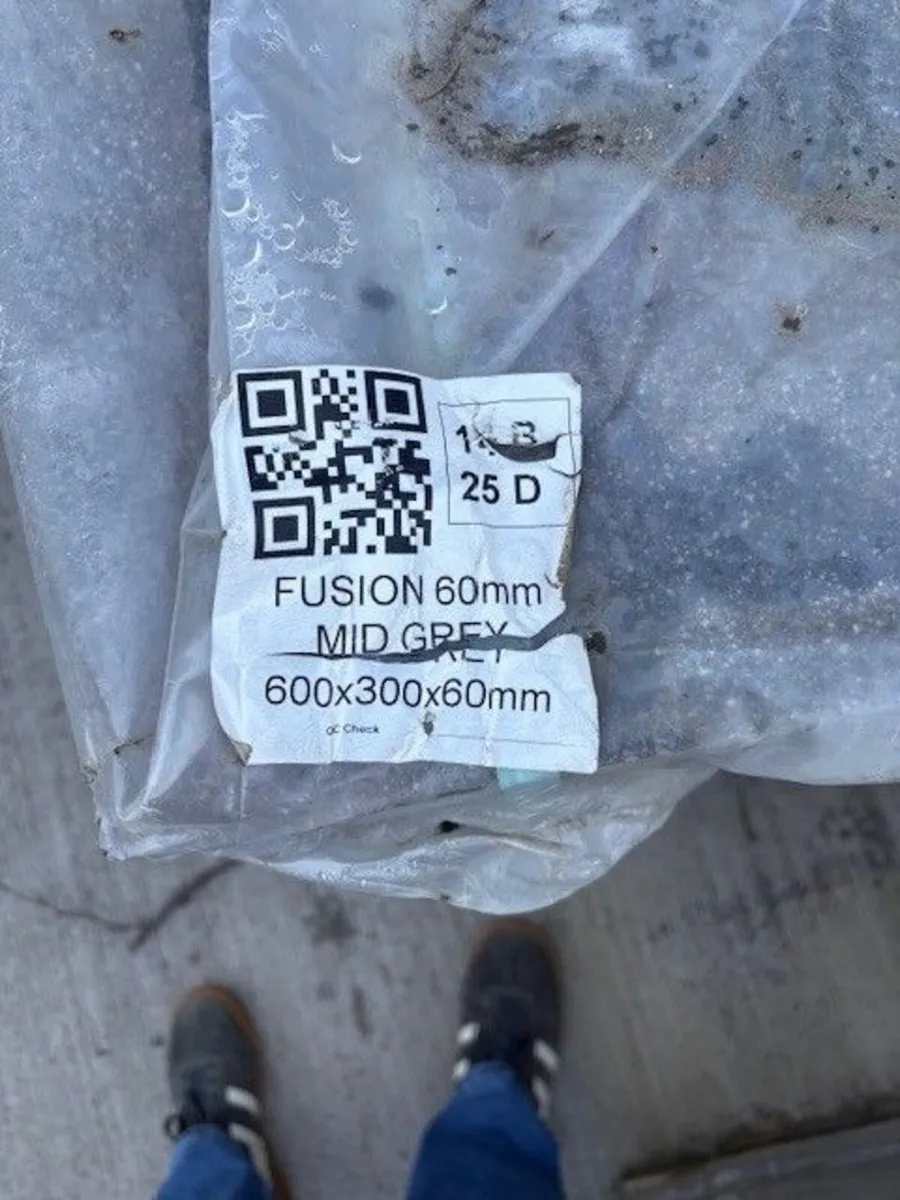 25 D
FUSION 60mm
MID GREY
600x300x60mm
QC Check